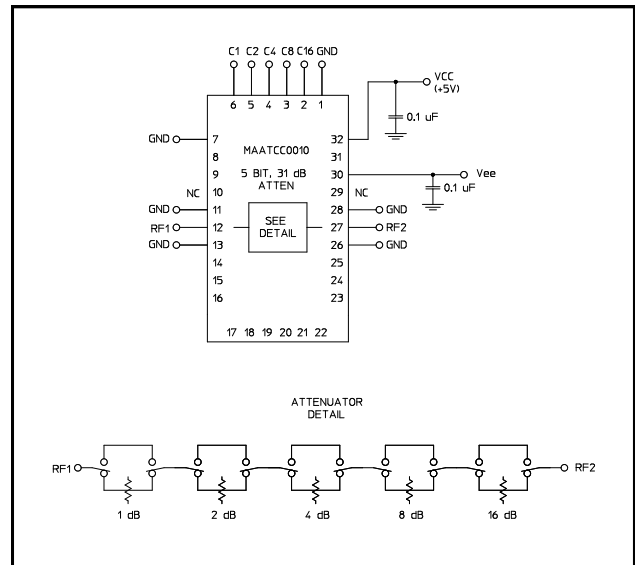 C1 C2 C4 C8 C16 GND
6 5 4 3 2 1
VCC
(+5V)
0.1 uF
GND 7
8
9
NC 10
GND 11
RF1 12
GND 13
14
15
16
MAATCC0010
5 BIT, 31 dB
ATTEN
SEE
DETAIL
32
31
30 Vee
0.1 uF
29 NC
28 GND
27 RF2
26 GND
25
24
23
17 18 19 20 21 22
ATTENUATOR
DETAIL
RF1 RF2
1 dB 2 dB 4 dB 8 dB 16 dB